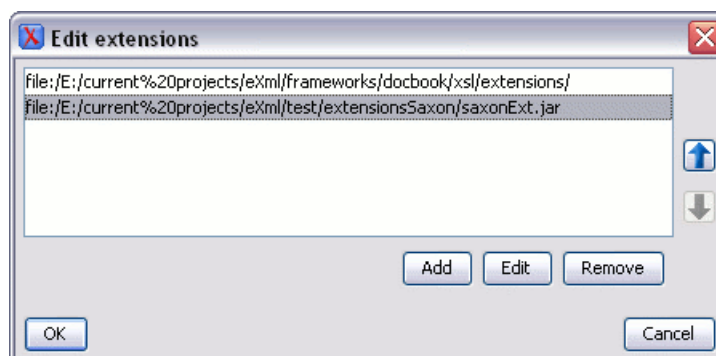 Edit extensions
file:/E:/current%20projects/eXml/frameworks/docbook/xsl/extensions/
file:/E:/current%20projects/eXml/test/extensionsSaxon/saxonExt.jar
Add Edit Remove
OK Cancel